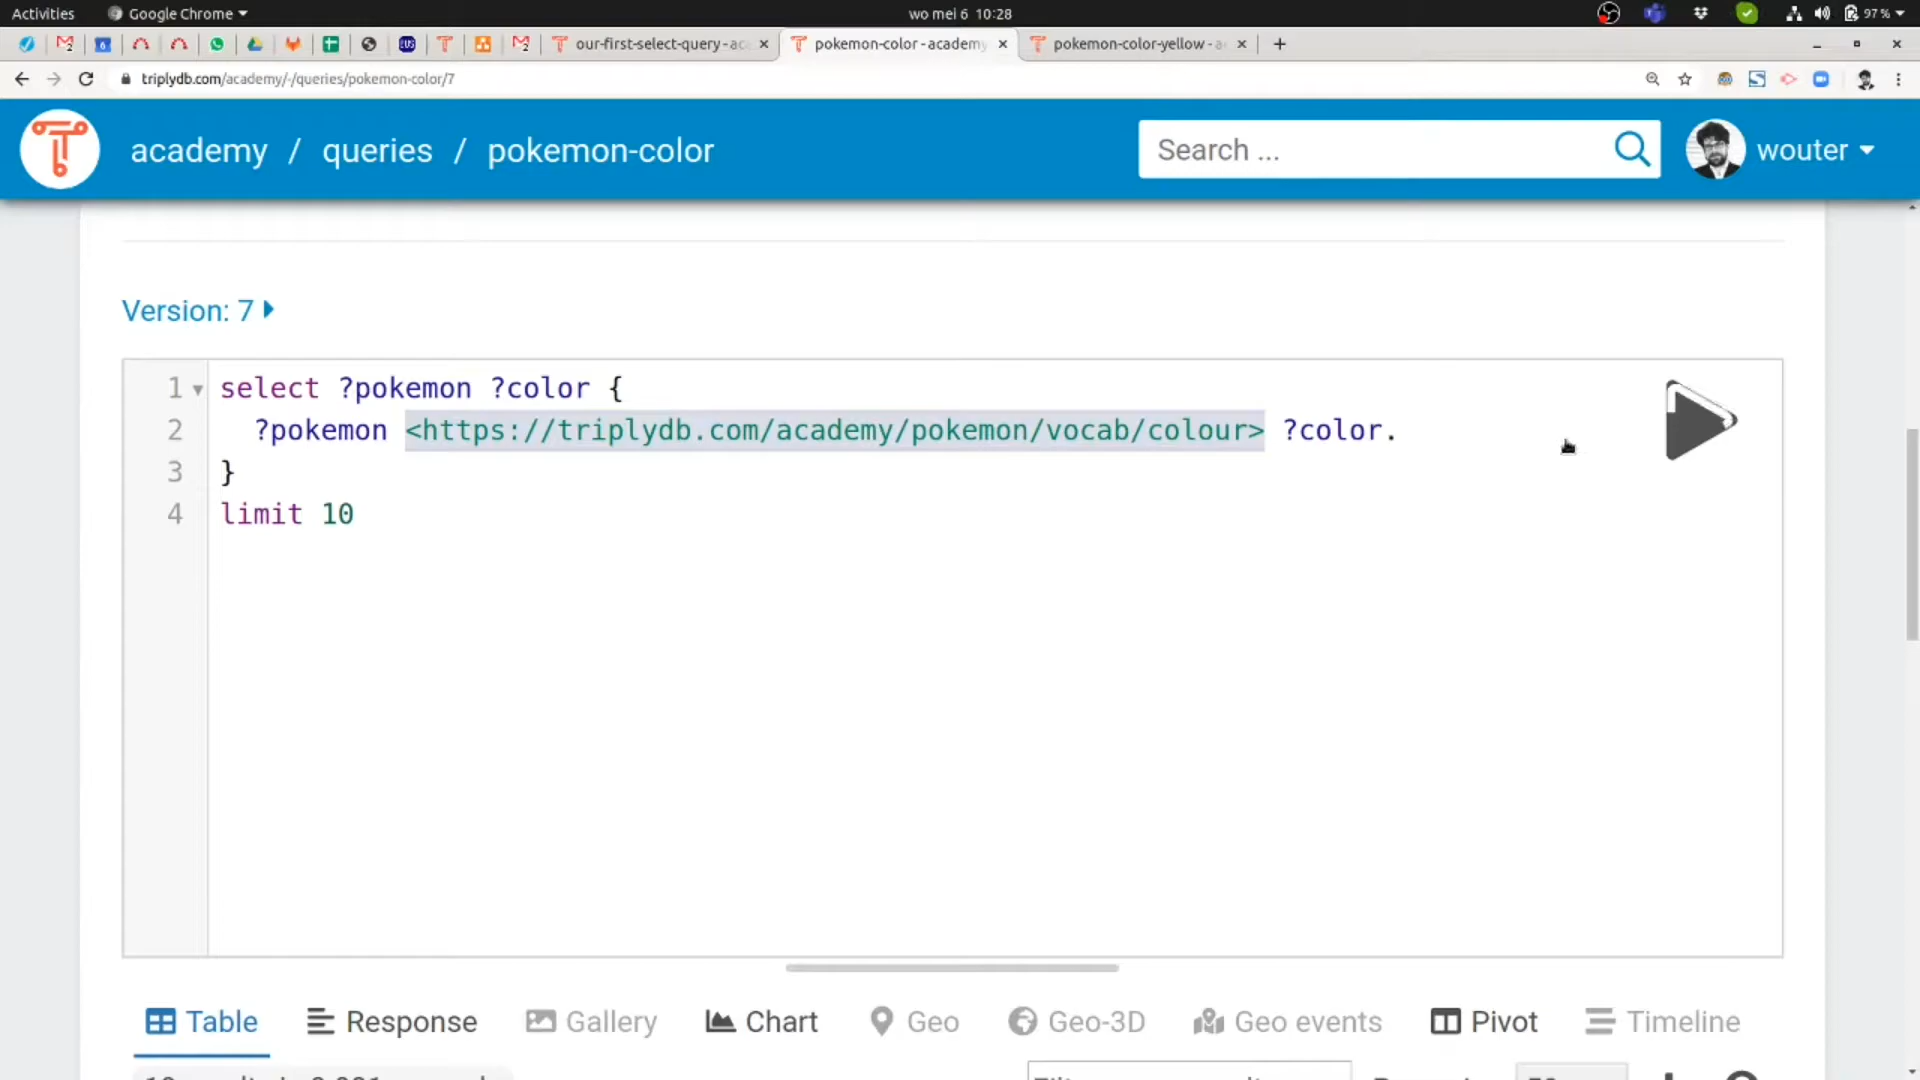 Activities Google Chrome wo mei 6 10:28 97 %
our-first-select-query - ac pokemon-color - academy pokemon-color-yellow - a
triplydb.com/academy/-/queries/pokemon-color/7
academy / queries / pokemon-color Search ... wouter
Version: 7
1 select ?pokemon ?color {
2 ?pokemon <https://triplydb.com/academy/pokemon/vocab/colour> ?color.
3 }
4 limit 10
Table Response Gallery Chart Geo Geo-3D Geo events Pivot Timeline